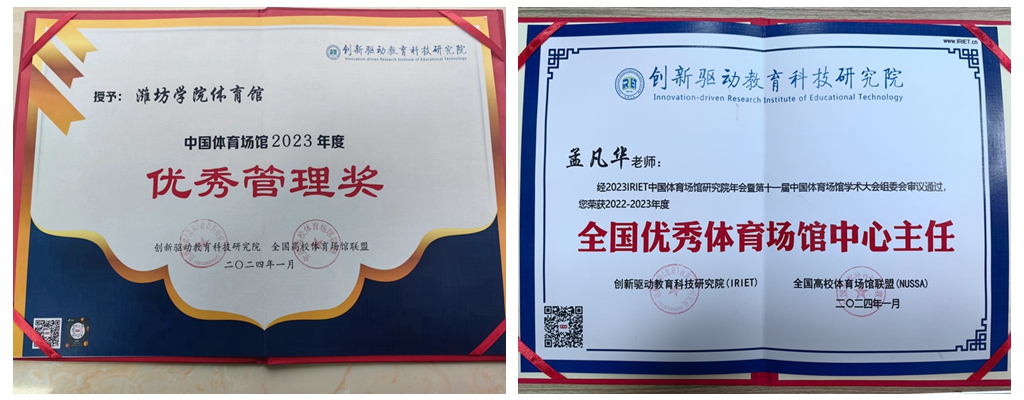 创新驱动教育科技研究院
Innovation-driven Research Institute of Educational Technology
授予： 潍坊学院体育馆
中国体育场馆2023年度
优秀管理奖
创新驱动教育科技研究院 全国高校体育场馆联盟
二〇二四年一月
www.IRIET.cn
创新驱动教育科技研究院
Innovation-driven Research Institute of Educational Technology
孟凡华老师：
经2023IRIET中国体育场馆研究院年会暨第十一届中国体育场馆学术大会组委会审议通过，
您荣获2022-2023年度
全国优秀体育场馆中心主任
创新驱动教育科技研究院(IRIET) 全国高校体育场馆联盟(NUSSA)
二〇二四年一月